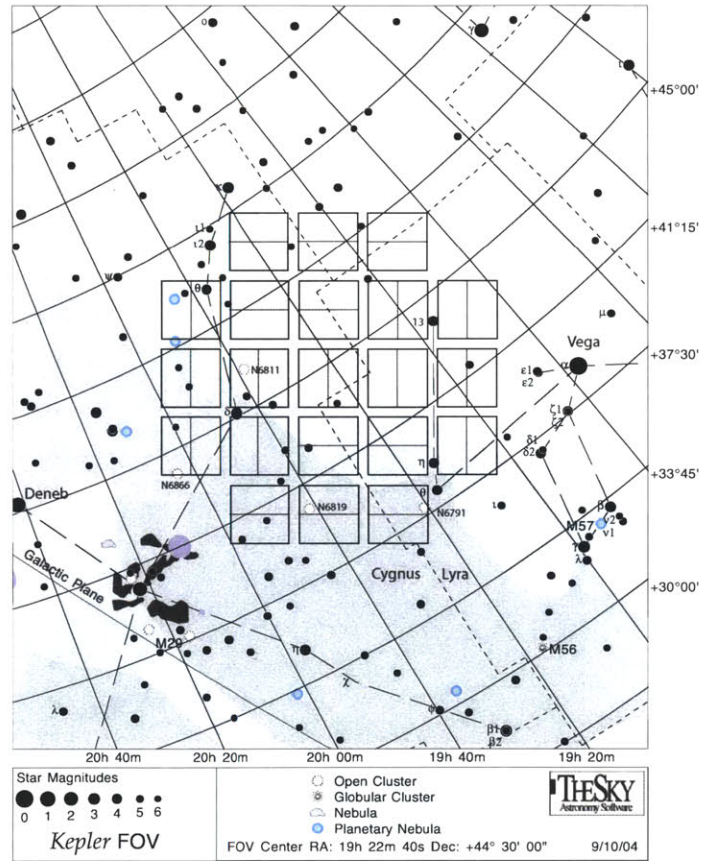 ο
γ
ι
+45°00'
κ
+41°15'
ι1
ι2
ψ
θ
13
μ
Vega
+37°30'
α
ε1
ε2
N6811
δ
ζ1
ζ2
δ1
δ2
+33°45'
η
N6866
θ
ι
β
Deneb
N6819
N6791
M57
ν2
ν1
γ
λ
Galactic Plane
Cygnus
Lyra
+30°00'
M29
η
M56
χ
λ
φ
β1
β2
20h 40m
20h 20m
20h 00m
19h 40m
19h 20m
Star Magnitudes
0 1 2 3 4 5 6
Kepler FOV
Open Cluster
Globular Cluster
Nebula
Planetary Nebula
THESKY
Astronomy Software
FOV Center RA: 19h 22m 40s Dec: +44° 30' 00"
9/10/04